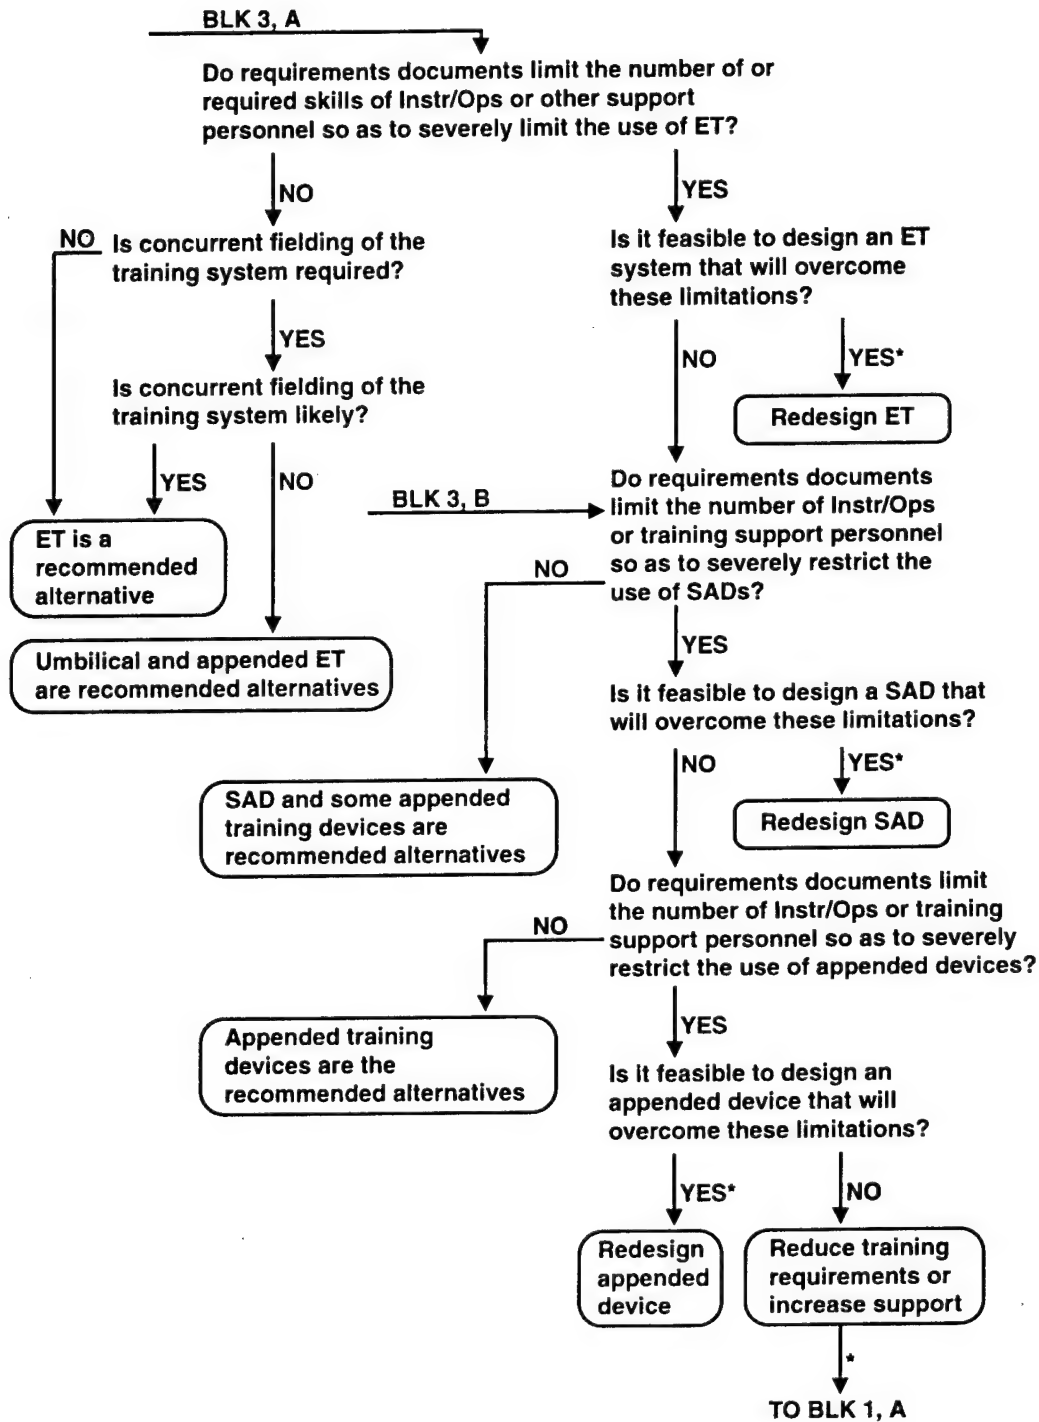 BLK 3, A
Do requirements documents limit the number of or
required skills of Instr/Ops or other support
personnel so as to severely limit the use of ET?
NO
YES
NO
Is concurrent fielding of the
training system required?
Is it feasible to design an ET
system that will overcome
these limitations?
YES
NO
YES*
Is concurrent fielding of the
training system likely?
Redesign ET
YES
NO
BLK 3, B
Do requirements documents
limit the number of Instr/Ops
or training support personnel
so as to severely restrict the
use of SADs?
ET is a
recommended
alternative
NO
YES
Umbilical and appended ET
are recommended alternatives
Is it feasible to design a SAD that
will overcome these limitations?
NO
YES*
SAD and some appended
training devices are
recommended alternatives
Redesign SAD
Do requirements documents limit
the number of Instr/Ops or training
support personnel so as to severely
restrict the use of appended devices?
NO
YES
Appended training
devices are the
recommended alternatives
Is it feasible to design an
appended device that will
overcome these limitations?
YES*
NO
Redesign
appended
device
Reduce training
requirements or
increase support
*
TO BLK 1, A